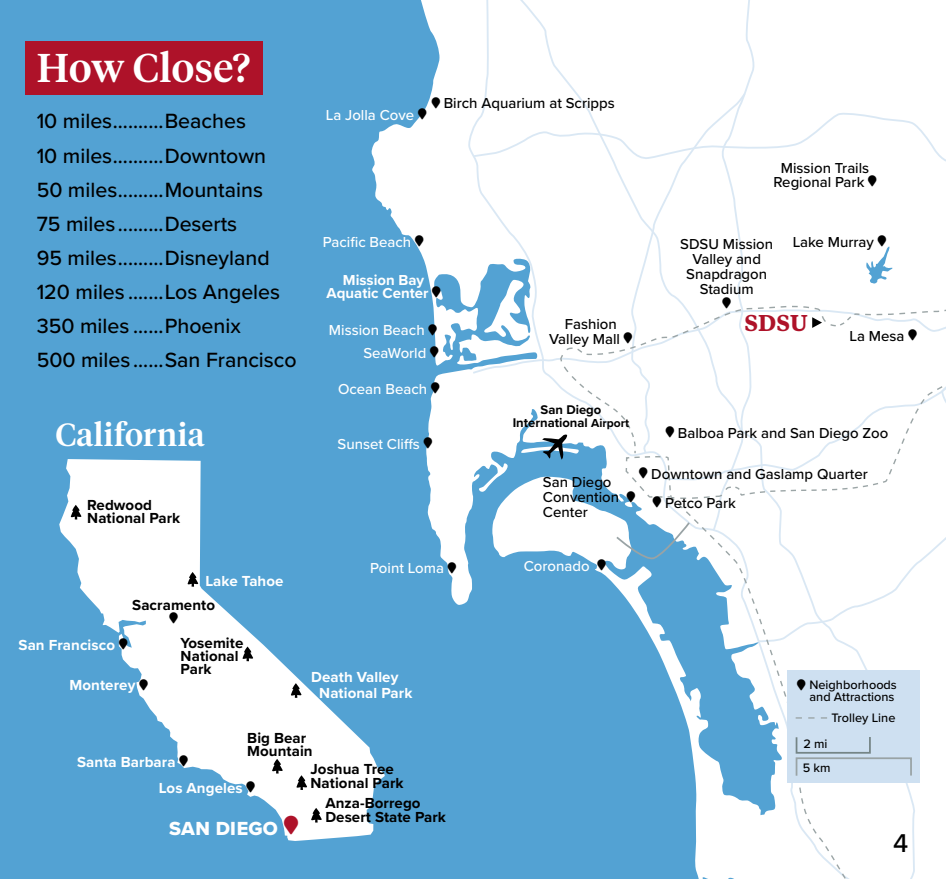 How Close?
10 miles..........Beaches
10 miles..........Downtown
50 miles.........Mountains
75 miles.........Deserts
95 miles.........Disneyland
120 miles .......Los Angeles
350 miles ......Phoenix
500 miles ......San Francisco
Birch Aquarium at Scripps
La Jolla Cove
Mission Trails
Regional Park
Pacific Beach
SDSU Mission
Valley and
Snapdragon
Stadium
Lake Murray
Mission Bay
Aquatic Center
Mission Beach
SeaWorld
Fashion
Valley Mall
SDSU
La Mesa
Ocean Beach
San Diego
International Airport
Sunset Cliffs
Balboa Park and San Diego Zoo
Downtown and Gaslamp Quarter
San Diego
Convention
Center
Petco Park
Point Loma
Coronado
California
Redwood
National Park
Lake Tahoe
Sacramento
San Francisco
Yosemite
National
Park
Monterey
Death Valley
National Park
Big Bear
Mountain
Santa Barbara
Joshua Tree
National Park
Los Angeles
Anza-Borrego
Desert State Park
SAN DIEGO
Neighborhoods
and Attractions
Trolley Line
2 mi
5 km
4